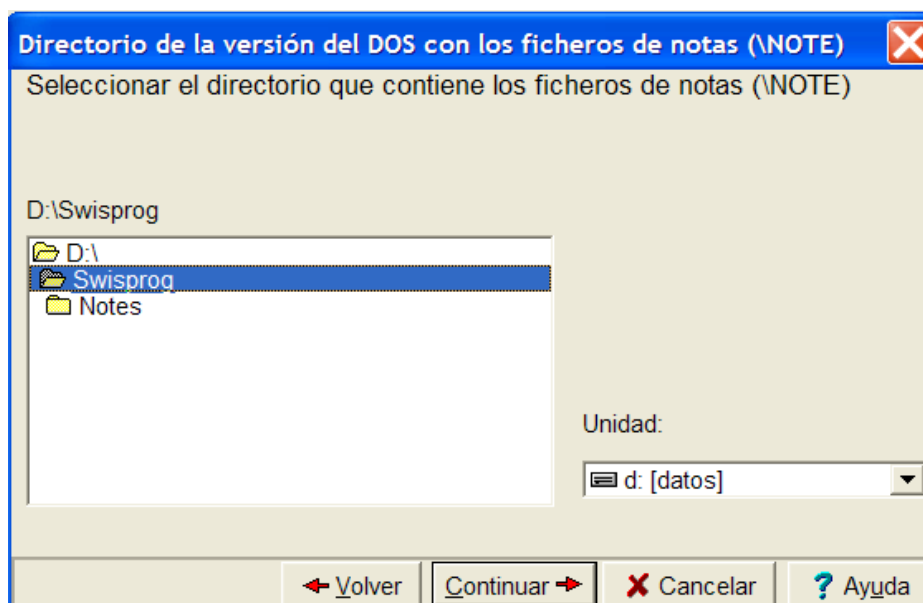 Directorio de la versión del DOS con los ficheros de notas (\NOTE)
Seleccionar el directorio que contiene los ficheros de notas (\NOTE)
D:\Swisprog
D:\
Swisprog
Notes
Unidad:
d: [datos]
Volver
Continuar
Cancelar
? Ayuda